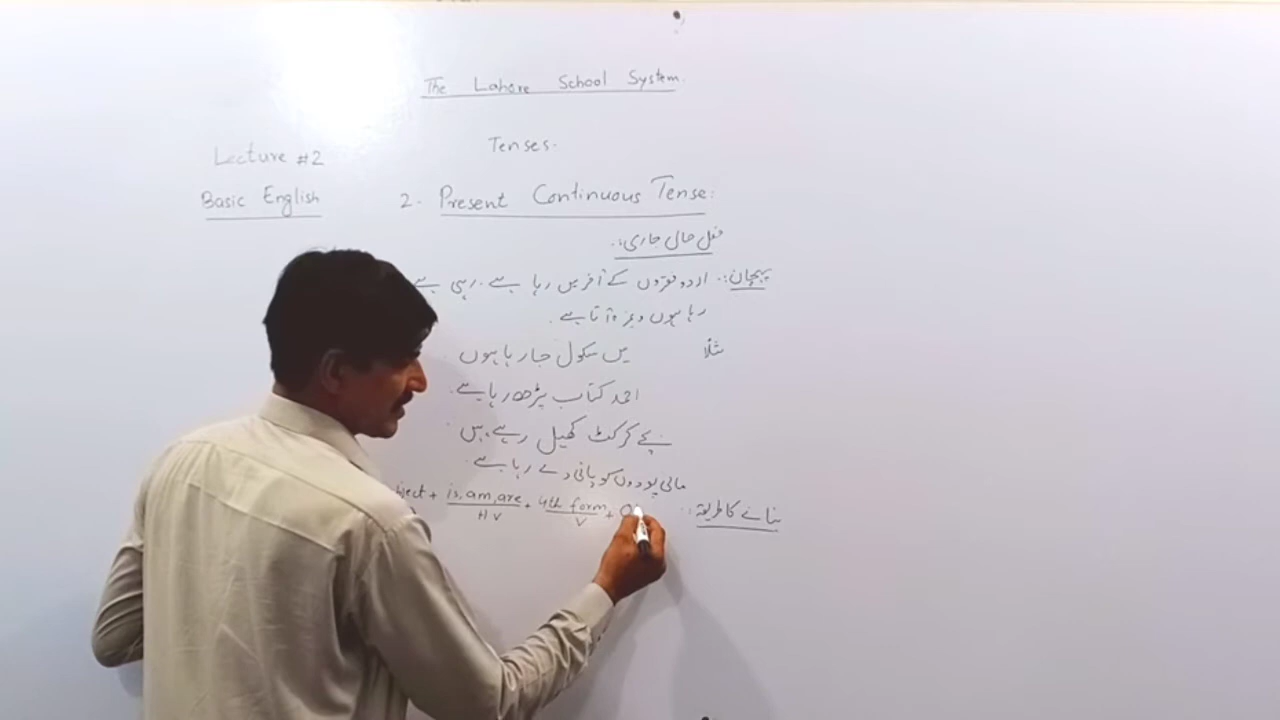 The Lahore School System.
Tenses.
Lecture #2
Basic English
2. Present Continuous Tense:
فعل حال جاری:
پہچان: اردو فقروں کے آخر میں رہا ہے، رہی ہے
رہا ہوں وغیرہ آتا ہے۔
مثلاً میں سکول جا رہا ہوں
احمد کتاب پڑھ رہا ہے۔
بچے کرکٹ کھیل رہے ہیں۔
مالی پودوں کو پانی دے رہا ہے۔
بنانے کا طریقہ:
ject + is, am, are + 4th form + O
HV V